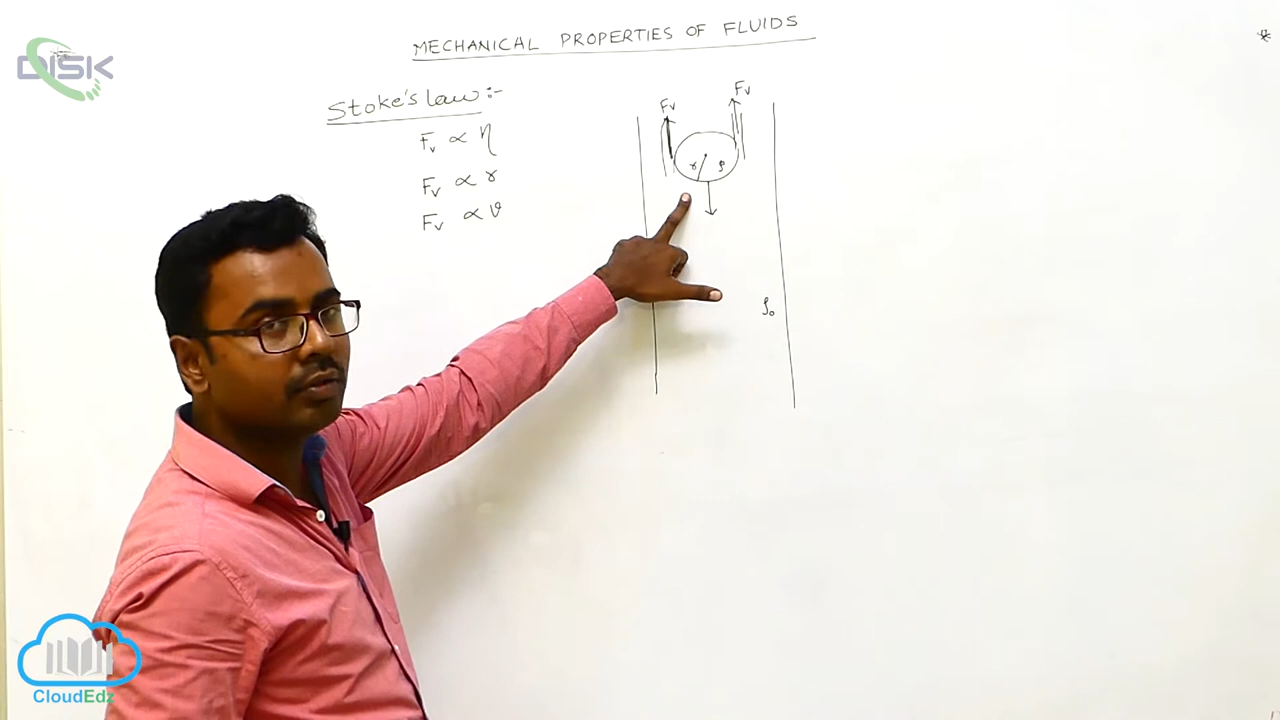 DISK
MECHANICAL PROPERTIES OF FLUIDS
Stoke's law :-
Fv ∝ η
Fv ∝ r
Fv ∝ v
Fv
Fv
r ρ
ρ₀
CloudEdz